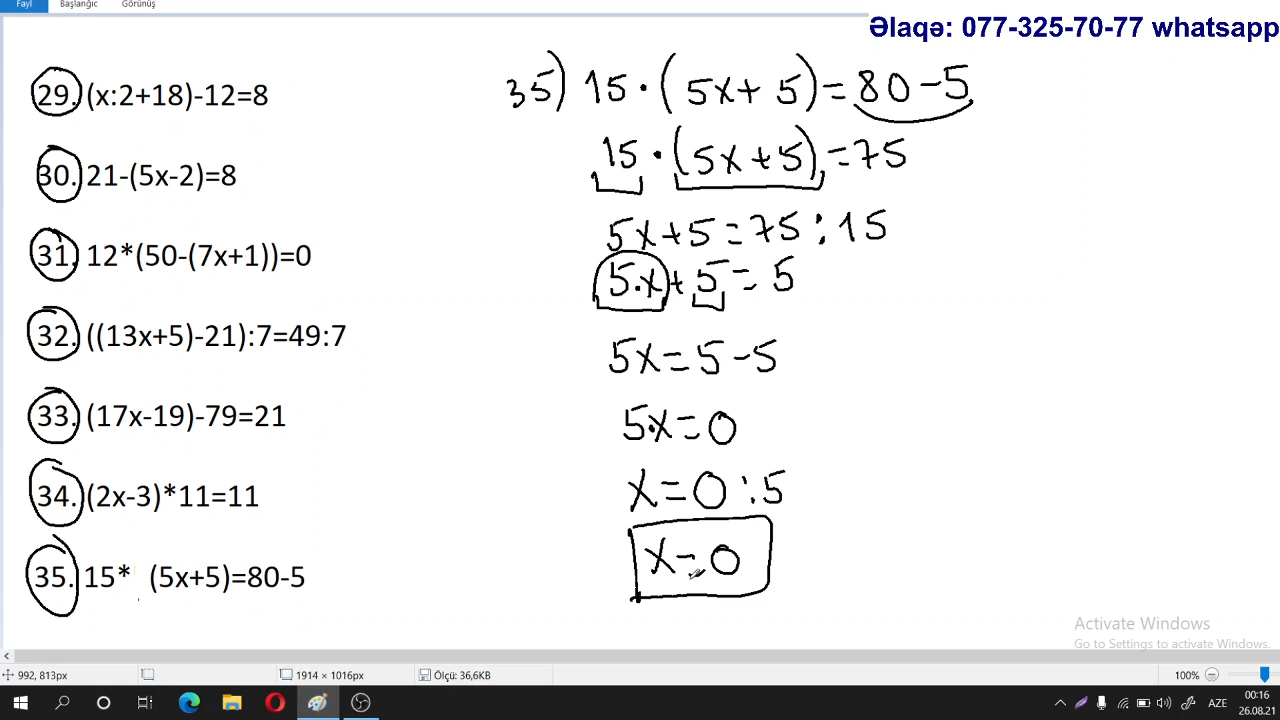 Fayl Başlanğıc Görünüş
Əlaqə: 077-325-70-77 whatsapp
29. (x:2+18)-12=8
30. 21-(5x-2)=8
31. 12*(50-(7x+1))=0
32. ((13x+5)-21):7=49:7
33. (17x-19)-79=21
34. (2x-3)*11=11
35. 15* (5x+5)=80-5
35) 15·(5x+5)=80-5
15·(5x+5)=75
5x+5=75:15
5·x+5=5
5x=5-5
5·x=0
x=0:5
x=0
Activate Windows
Go to Settings to activate Windows.
992, 813px 1914 × 1016px Ölçü: 36,6KB 100%
AZE 00:16
26.08.21